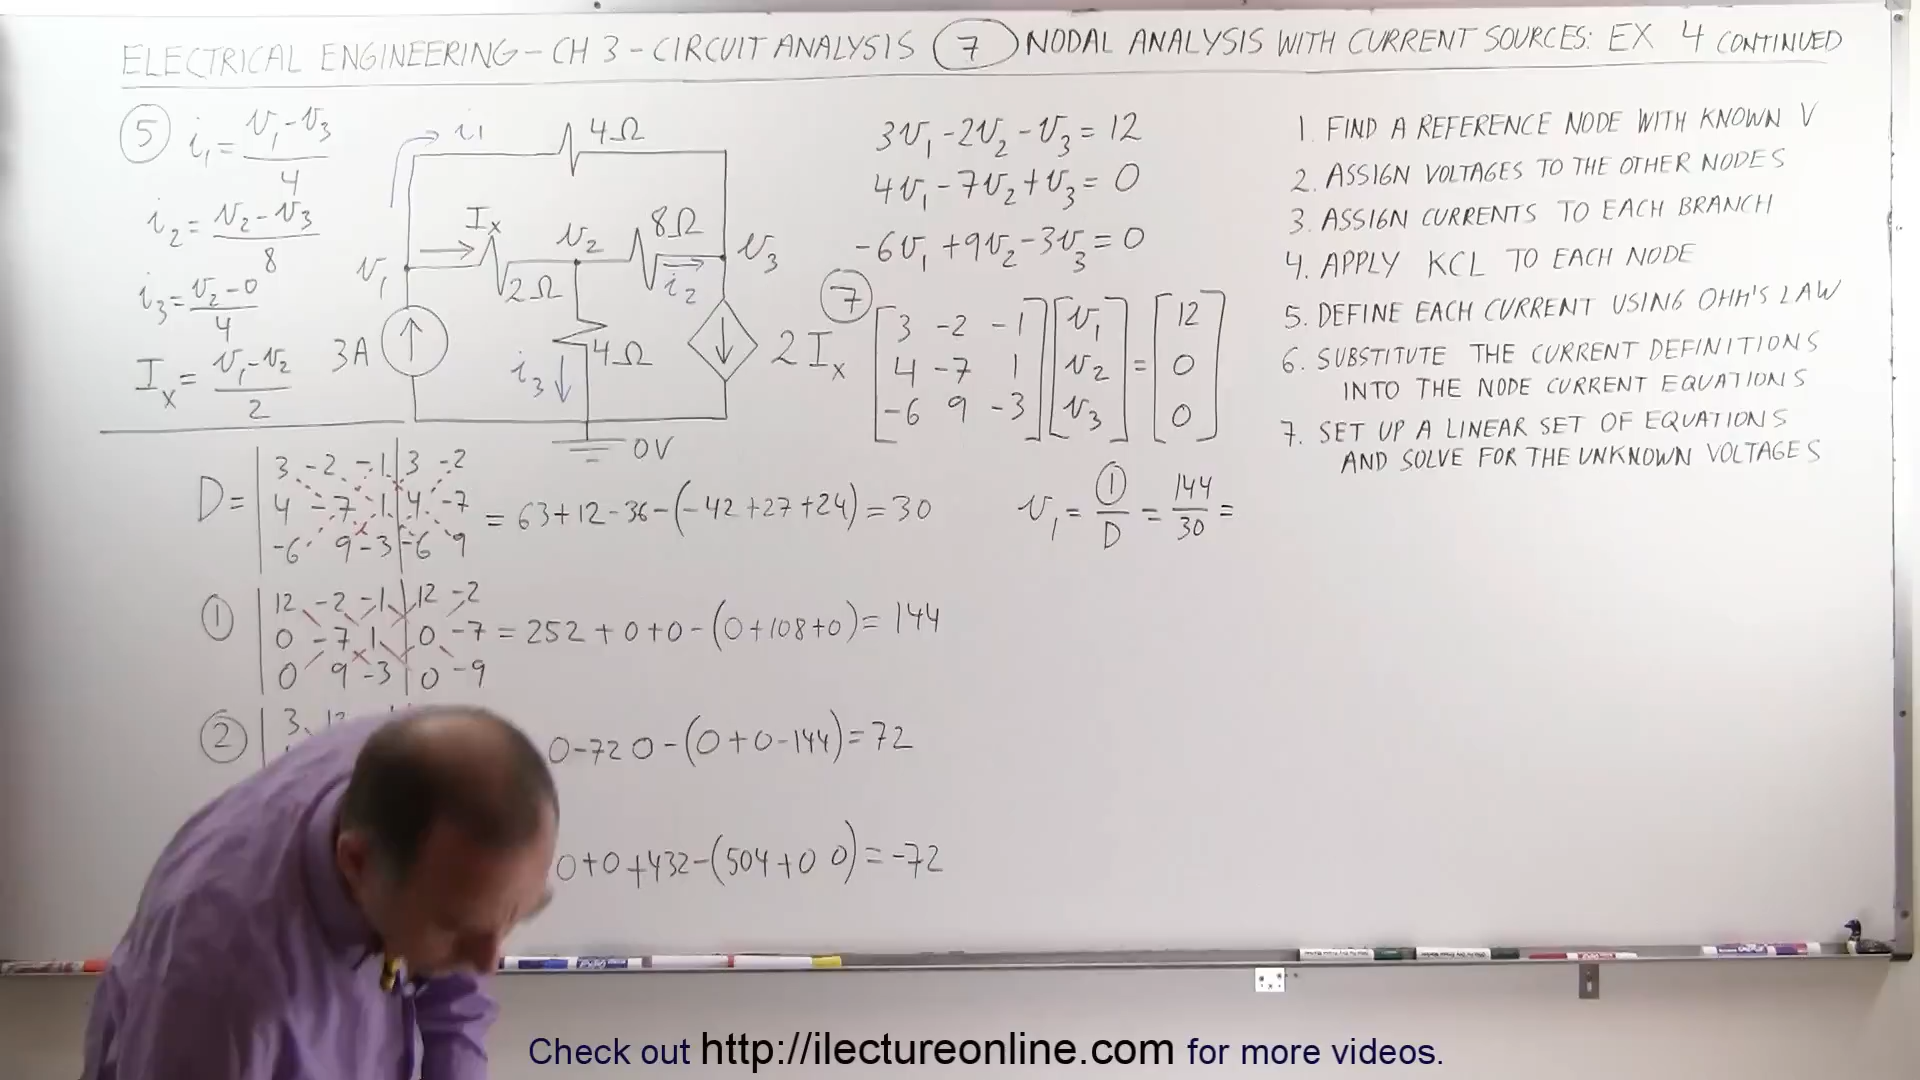 ELECTRICAL ENGINEERING – CH 3 – CIRCUIT ANALYSIS 7 NODAL ANALYSIS WITH CURRENT SOURCES: EX 4 CONTINUED
5 i₁ = (v₁ - v₃)/4
i₂ = (v₂ - v₃)/8
i₃ = (v₂ - 0)/4
Iₓ = (v₁ - v₂)/2
i₁ 4Ω
Iₓ v₂ 8Ω
v₁ 2Ω i₂ v₃
3A i₃ 4Ω 2Iₓ
0V
3v₁ - 2v₂ - v₃ = 12
4v₁ - 7v₂ + v₃ = 0
-6v₁ + 9v₂ - 3v₃ = 0
7
3 -2 -1 v₁ 12
4 -7 1 v₂ = 0
-6 9 -3 v₃ 0
1. FIND A REFERENCE NODE WITH KNOWN V
2. ASSIGN VOLTAGES TO THE OTHER NODES
3. ASSIGN CURRENTS TO EACH BRANCH
4. APPLY KCL TO EACH NODE
5. DEFINE EACH CURRENT USING OHH'S LAW
6. SUBSTITUTE THE CURRENT DEFINITIONS
INTO THE NODE CURRENT EQUATIONS
7. SET UP A LINEAR SET OF EQUATIONS
AND SOLVE FOR THE UNKNOWN VOLTAGES
3 -2 -1 3 -2
D = 4 -7 1 4 -7 = 63+12-36-(-42+27+24) = 30
-6 9 -3 -6 9
v₁ = ①/D = 144/30 =
12 -2 -1 12 -2
① 0 -7 1 0 -7 = 252+0+0-(0+108+0) = 144
0 9 -3 0 -9
② 3 12
0-72 0-(0+0-144) = 72
0+0+432-(504+0 0) = -72
Check out http://ilectureonline.com for more videos.